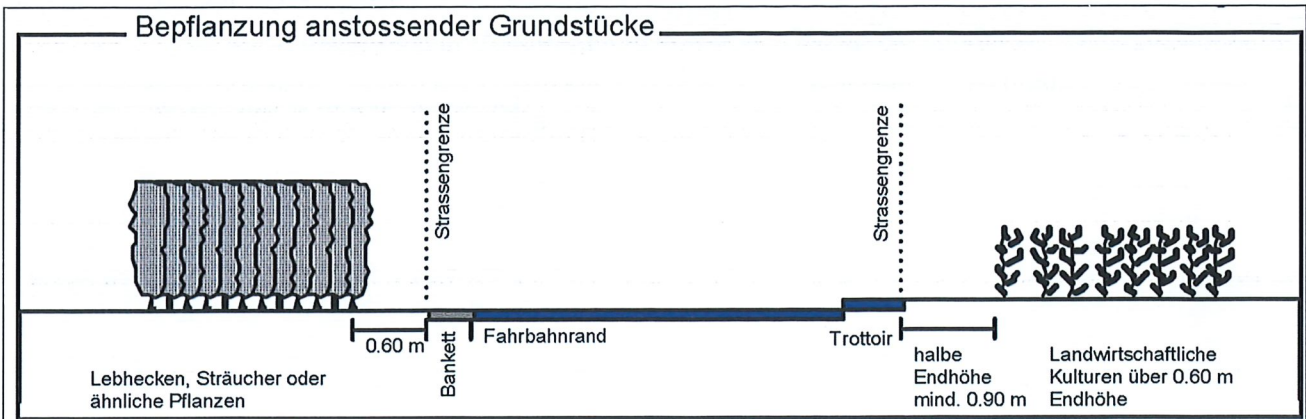 Bepflanzung anstossender Grundstücke
Strassengrenze
Strassengrenze
0.60 m
Bankett
Fahrbahnrand
Trottoir
Lebhecken, Sträucher oder
ähnliche Pflanzen
halbe
Endhöhe
mind. 0.90 m
Landwirtschaftliche
Kulturen über 0.60 m
Endhöhe